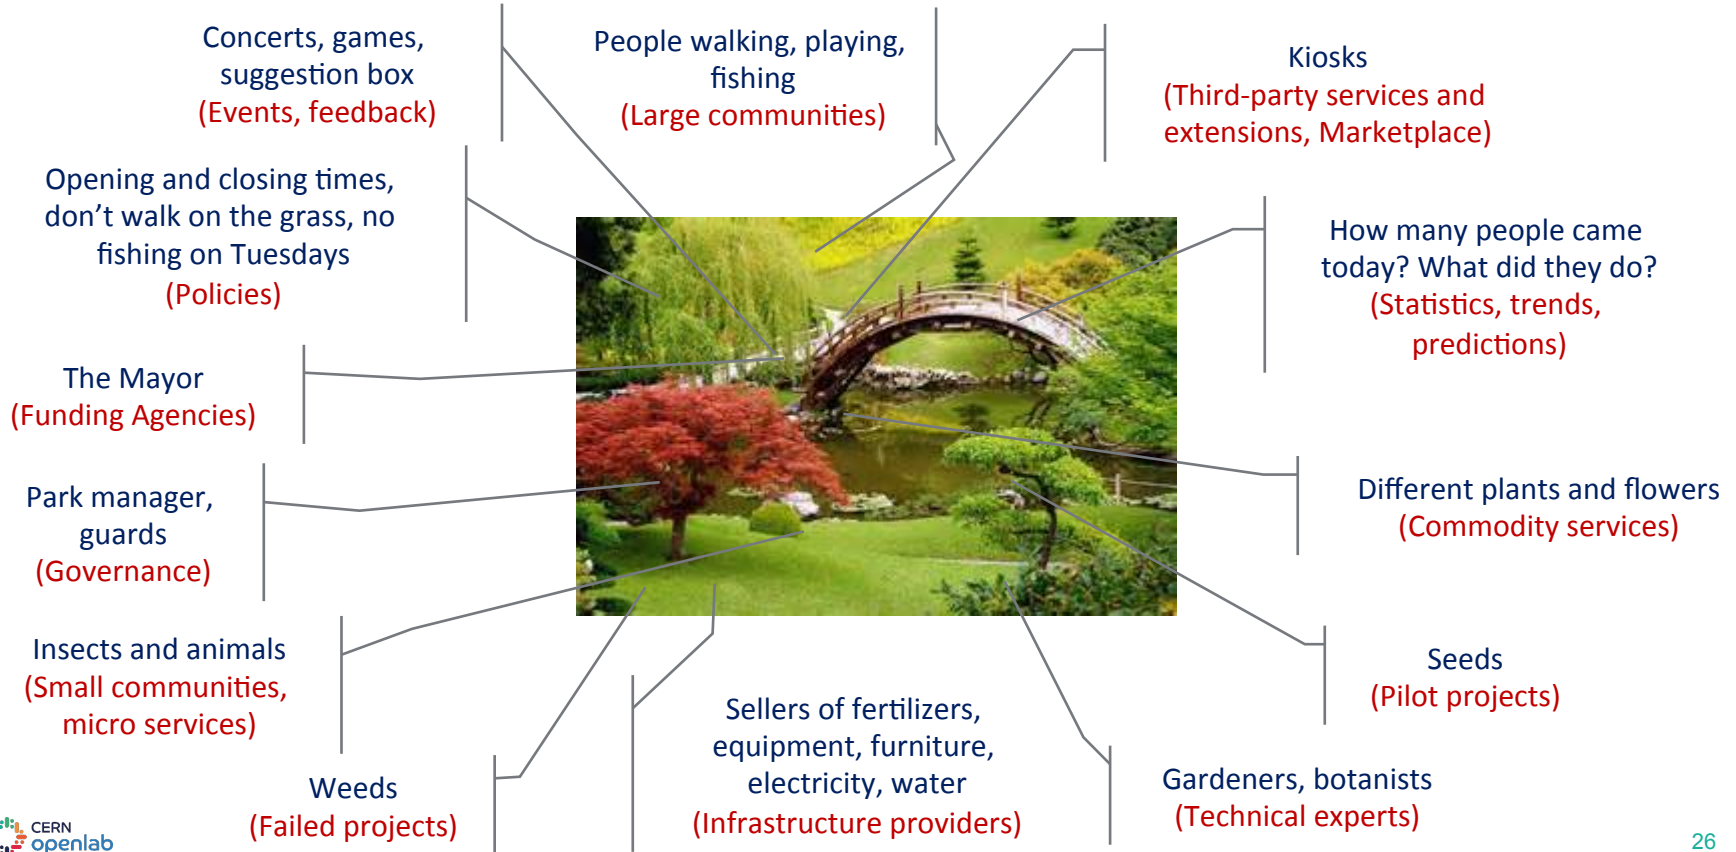 Concerts, games,
suggestion box
(Events, feedback)
People walking, playing,
fishing
(Large communities)
Kiosks
(Third-party services and
extensions, Marketplace)
Opening and closing times,
don’t walk on the grass, no
fishing on Tuesdays
(Policies)
How many people came
today? What did they do?
(Statistics, trends,
predictions)
The Mayor
(Funding Agencies)
Park manager,
guards
(Governance)
Different plants and flowers
(Commodity services)
Insects and animals
(Small communities,
micro services)
Seeds
(Pilot projects)
Weeds
(Failed projects)
Sellers of fertilizers,
equipment, furniture,
electricity, water
(Infrastructure providers)
Gardeners, botanists
(Technical experts)
CERN
openlab
26